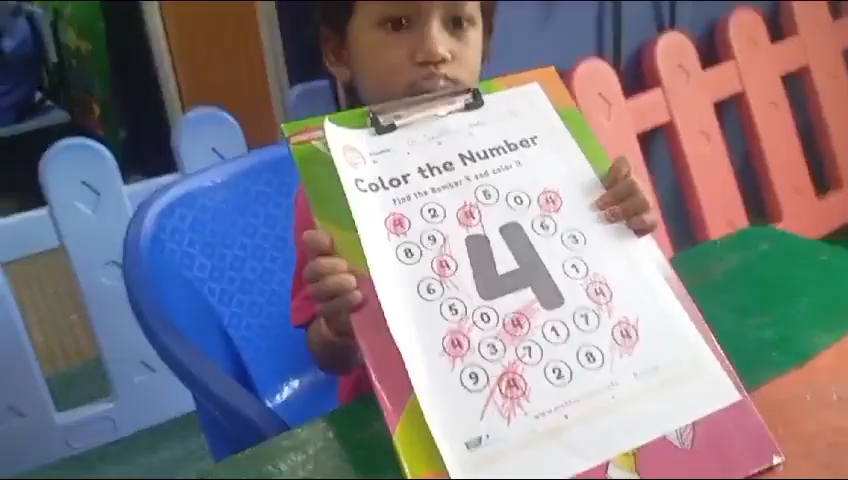 Color the Number
Find the Number 4 and color it
5
4 2 4 0 4
8 9 6 3
6 4 4 1
4
5 0 4 1 7 4
4 3 7 2 8
9 4